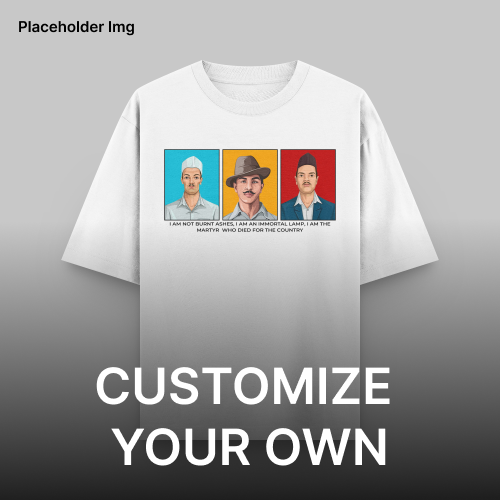 Placeholder Img
I AM NOT BURNT ASHES, I AM AN IMMORTAL LAMP, I AM THE
MARTYR WHO DIED FOR THE COUNTRY
CUSTOMIZE
YOUR OWN